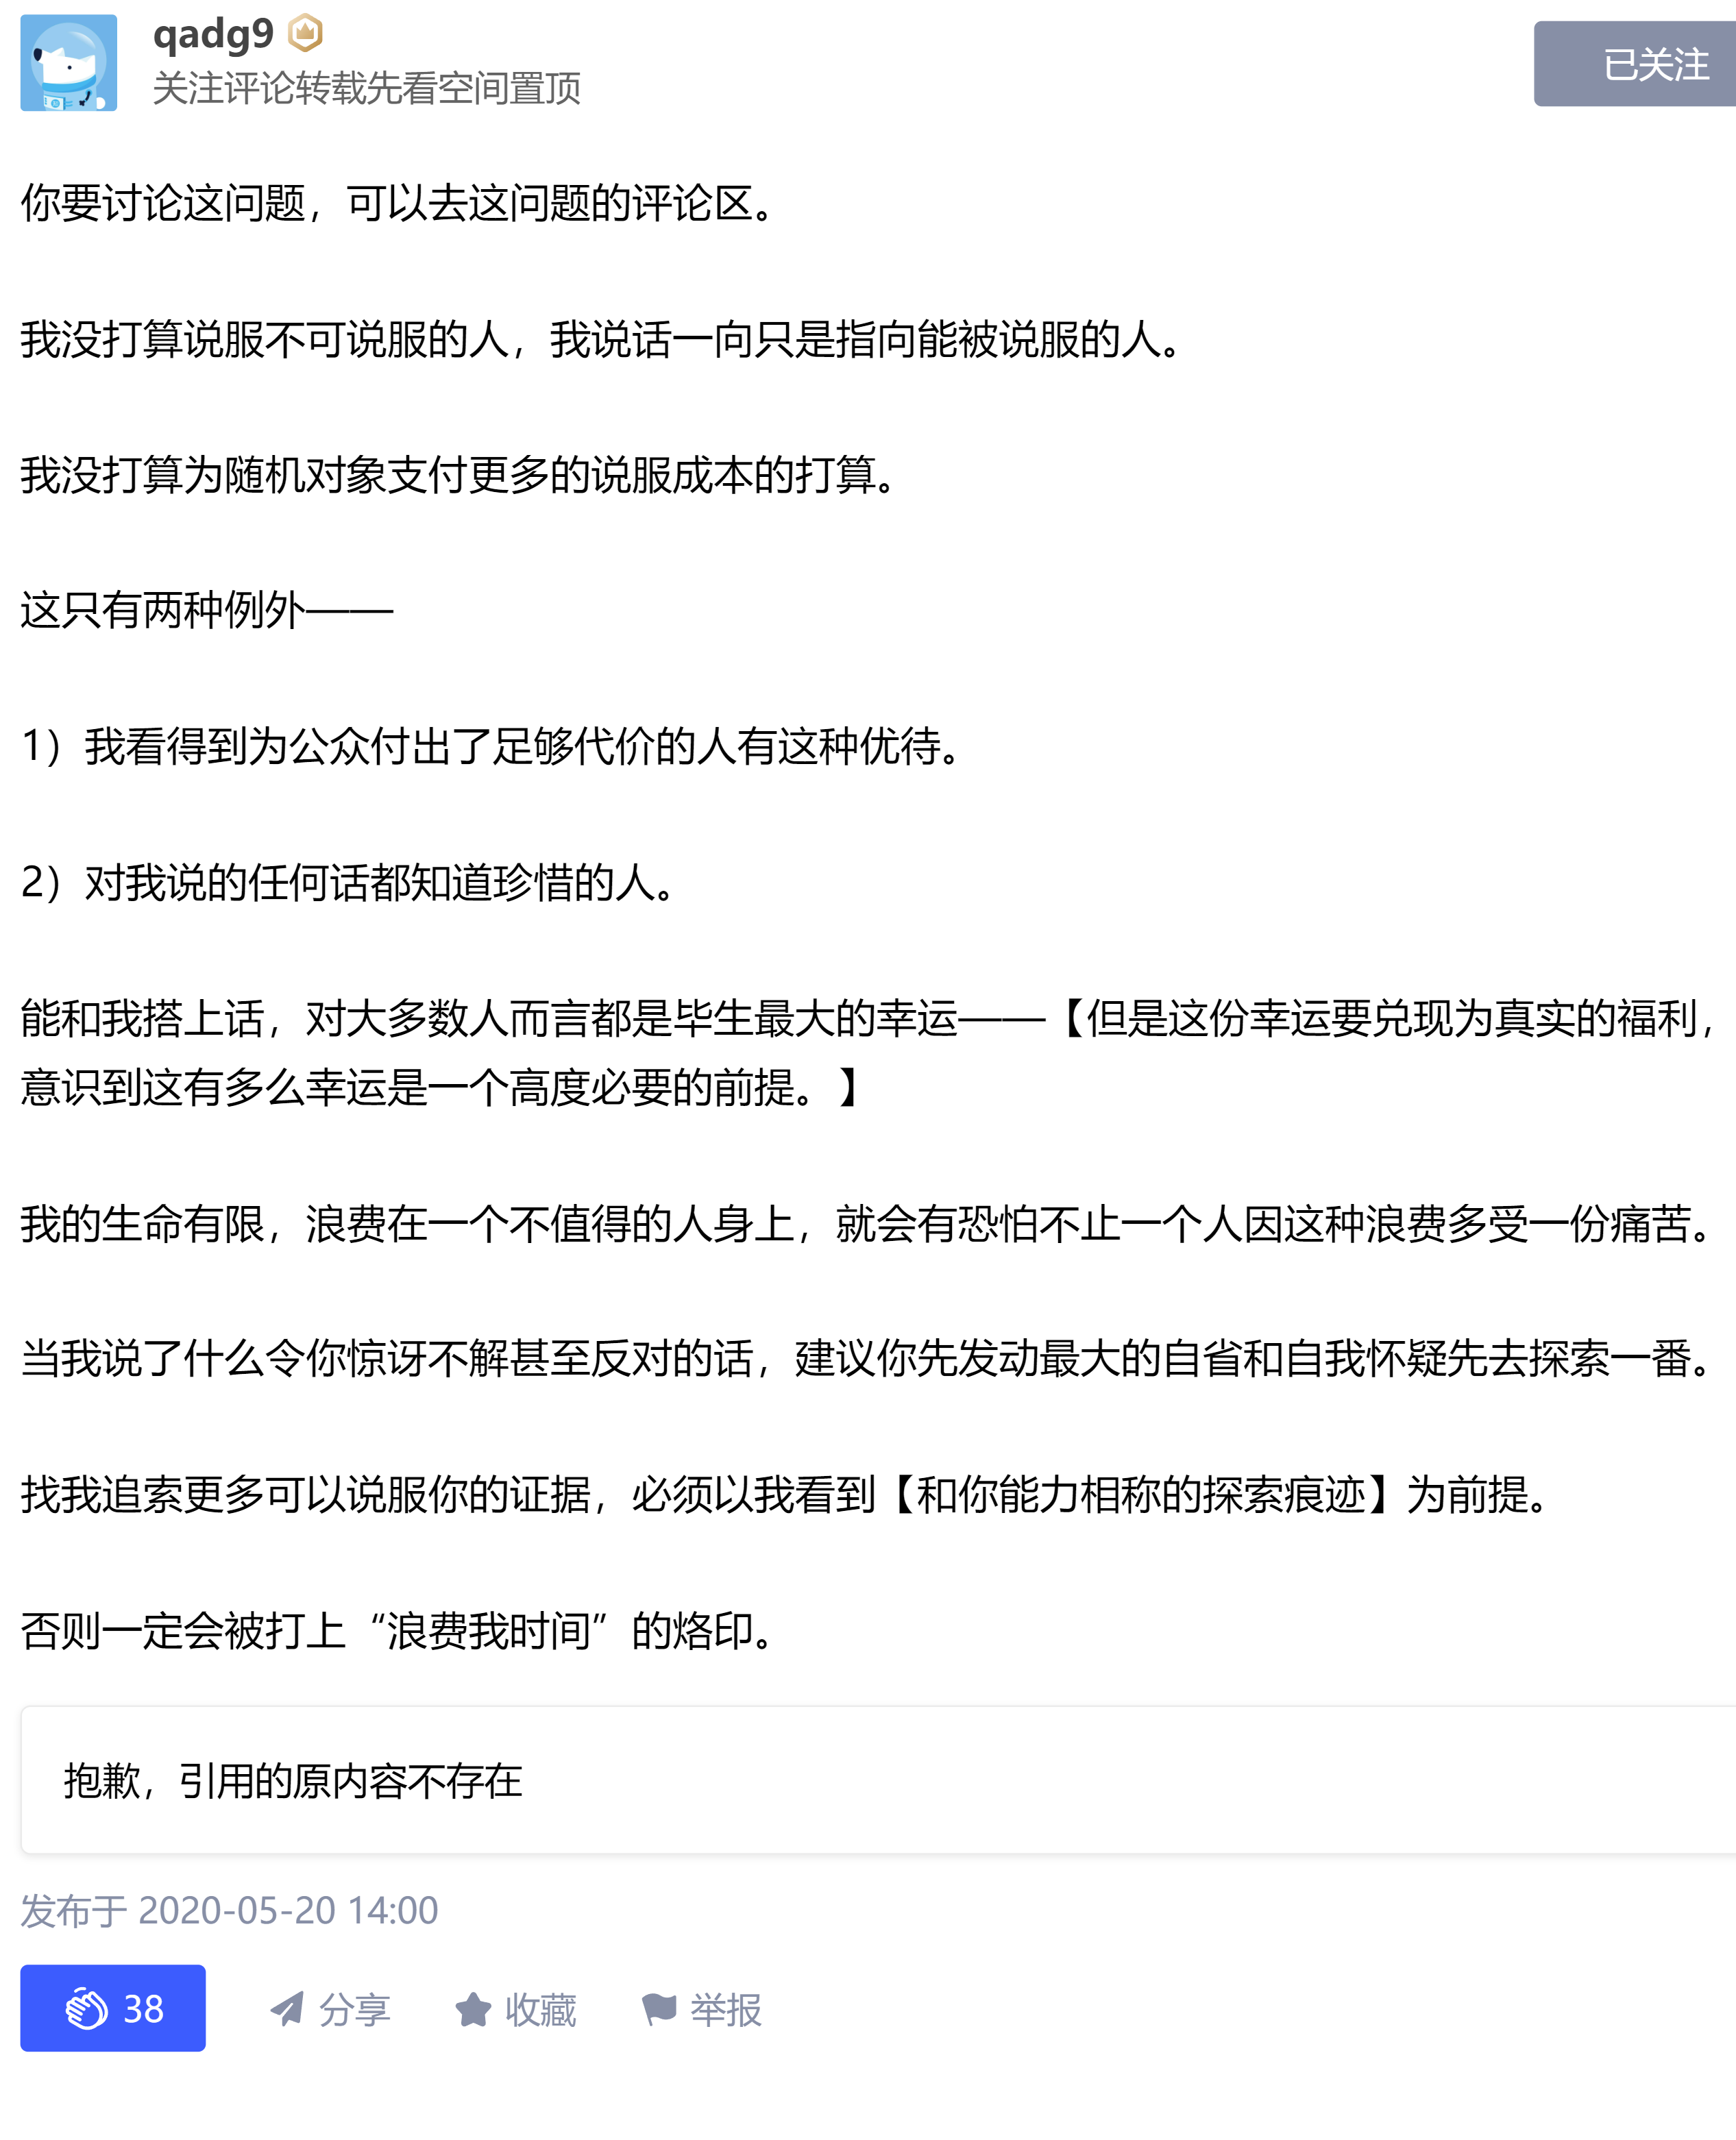 qadg9
关注评论转载先看空间置顶
已关注
你要讨论这问题，可以去这问题的评论区。
我没打算说服不可说服的人，我说话一向只是指向能被说服的人。
我没打算为随机对象支付更多的说服成本的打算。
这只有两种例外——
1）我看得到为公众付出了足够代价的人有这种优待。
2）对我说的任何话都知道珍惜的人。
能和我搭上话，对大多数人而言都是毕生最大的幸运——【但是这份幸运要兑现为真实的福利，
意识到这有多么幸运是一个高度必要的前提。】
我的生命有限，浪费在一个不值得的人身上，就会有恐怕不止一个人因这种浪费多受一份痛苦。
当我说了什么令你惊讶不解甚至反对的话，建议你先发动最大的自省和自我怀疑先去探索一番。
找我追索更多可以说服你的证据，必须以我看到【和你能力相称的探索痕迹】为前提。
否则一定会被打上“浪费我时间”的烙印。
抱歉，引用的原内容不存在
发布于 2020-05-20 14:00
38 分享 收藏 举报